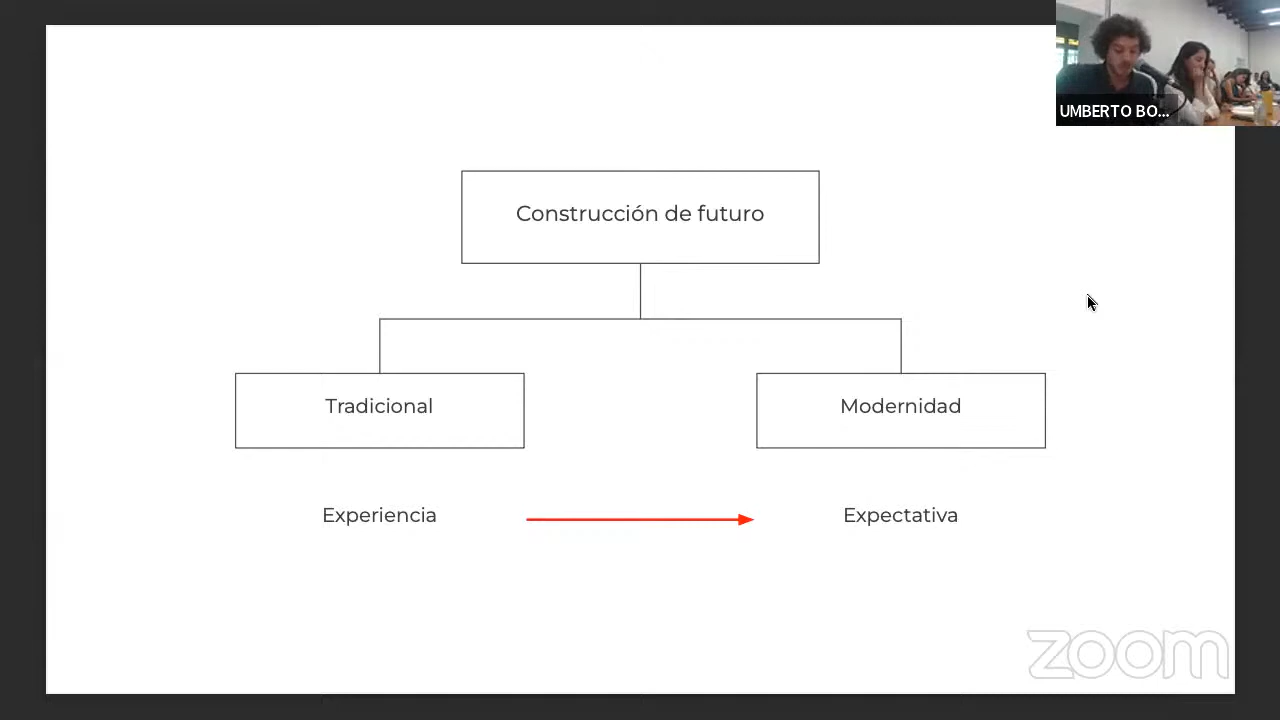 UMBERTO BO...
Construcción de futuro
Tradicional
Modernidad
Experiencia
Expectativa
zoom